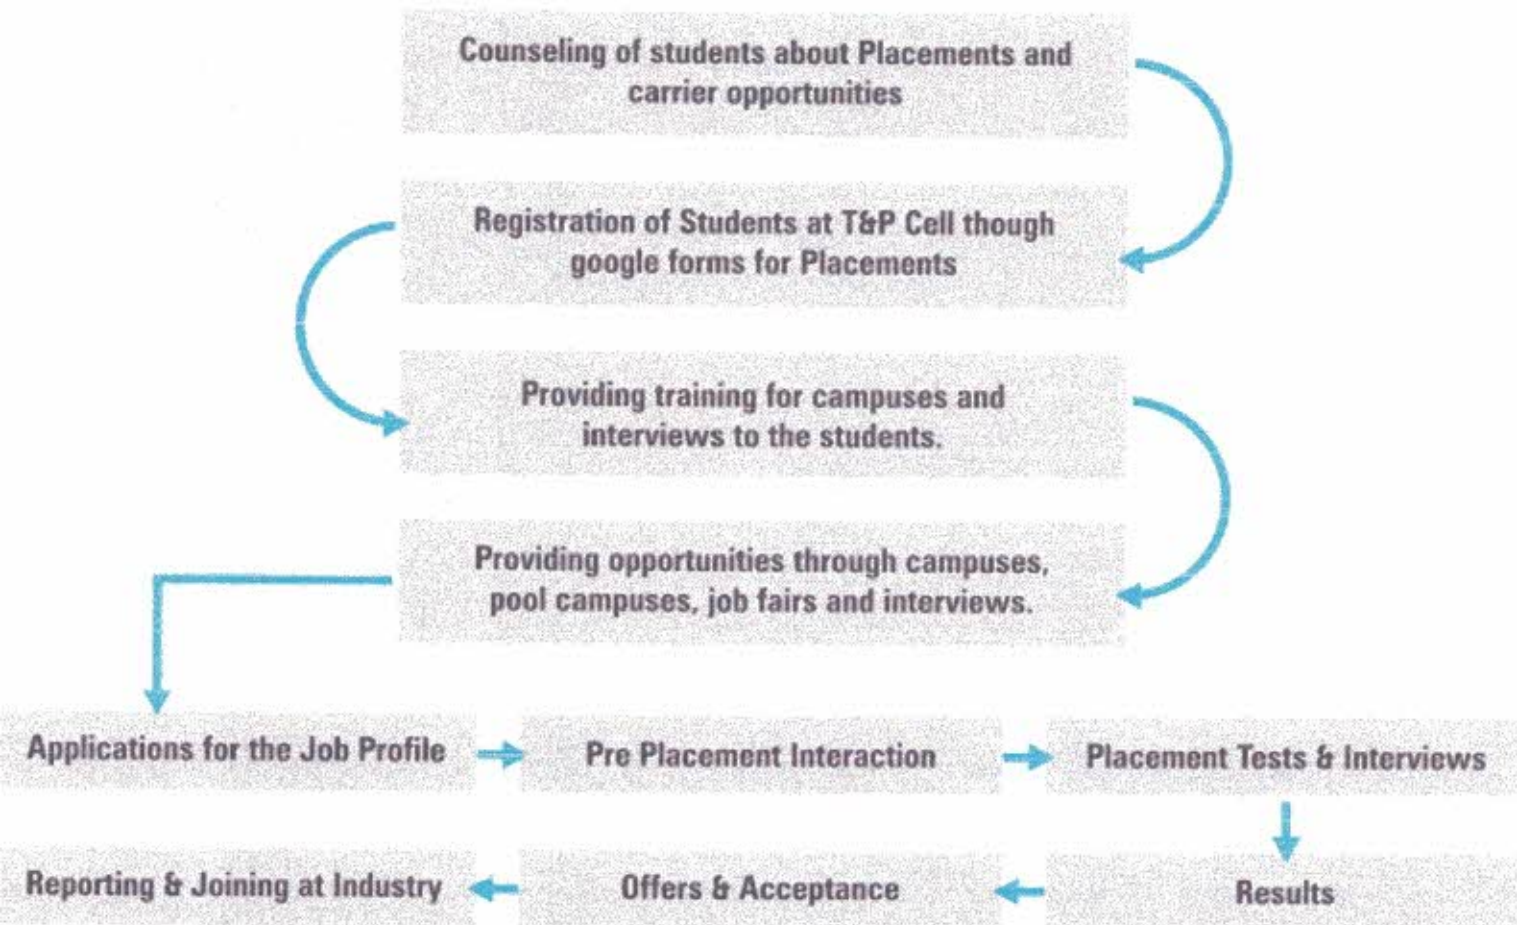 Counseling of students about Placements and
carrier opportunities
Registration of Students at T&P Cell though
google forms for Placements
Providing training for campuses and
interviews to the students.
Providing opportunities through campuses,
pool campuses, job fairs and interviews.
Applications for the Job Profile
Pre Placement Interaction
Placement Tests & Interviews
Results
Offers & Acceptance
Reporting & Joining at Industry